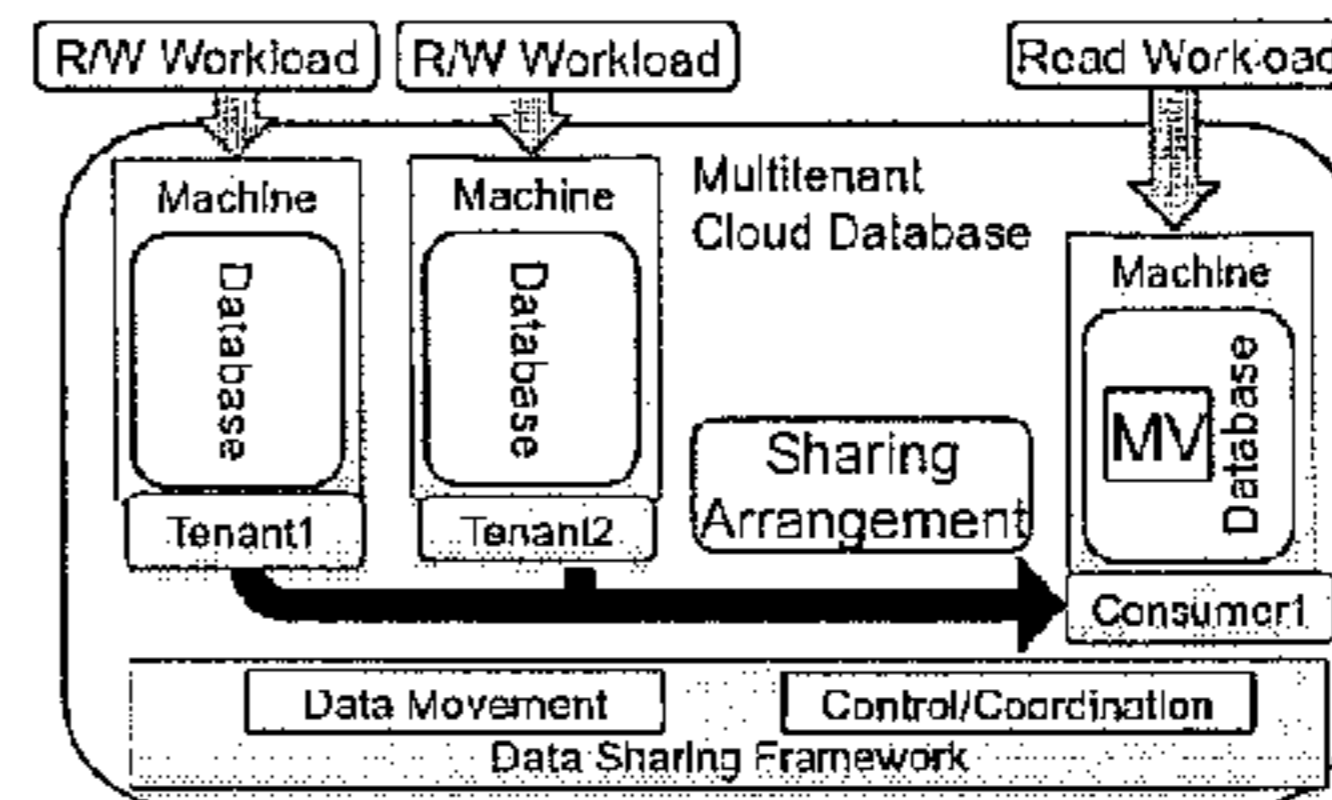 R/W Workload
R/W Workload
Read Workload
Machine
Machine
Multitenant
Cloud Database
Machine
Database
Database
MV
Database
Sharing
Arrangement
Tenant1
Tenant2
Consumer1
Data Movement
Control/Coordination
Data Sharing Framework